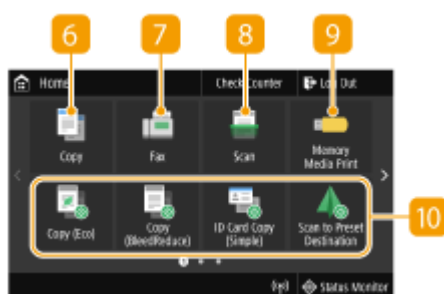 6 7 8 9
Home Check Counter Log Out
Copy Fax Scan Memory
Media Print
Copy (Eco) Copy
(BleedReduce) ID Card Copy
(Simple) Scan to Preset
Destination
10
Status Monitor